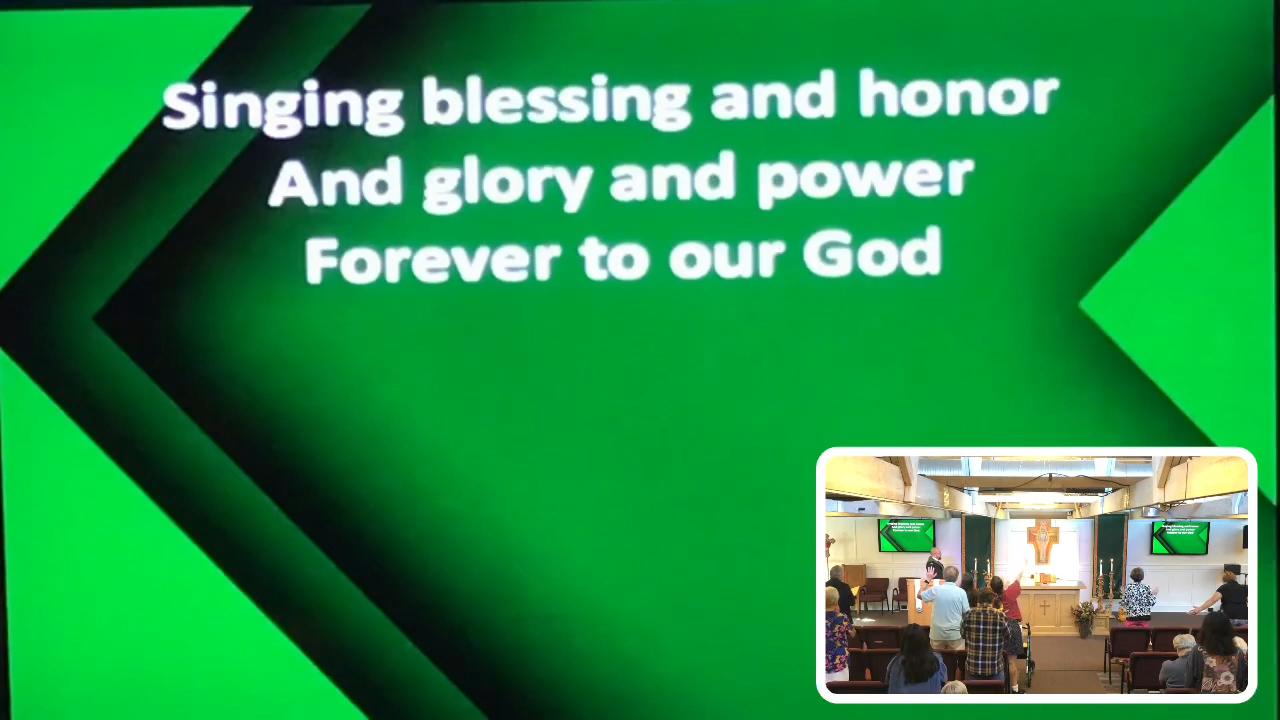 Singing blessing and honor
And glory and power
Forever to our God